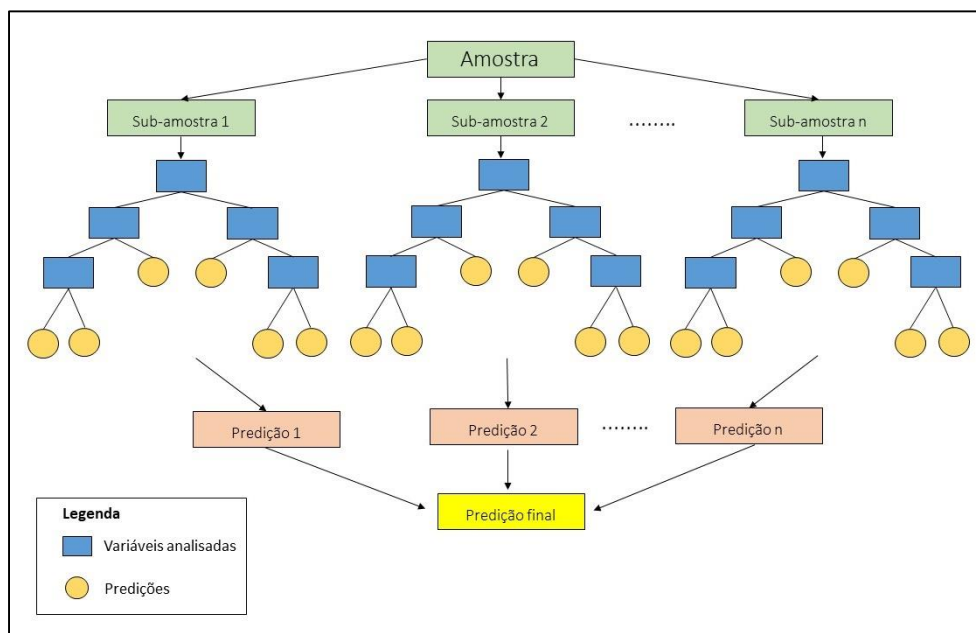 Amostra
Sub-amostra 1
Sub-amostra 2
........
Sub-amostra n
Predição 1
Predição 2
........
Predição n
Predição final
Legenda
Variáveis analisadas
Predições